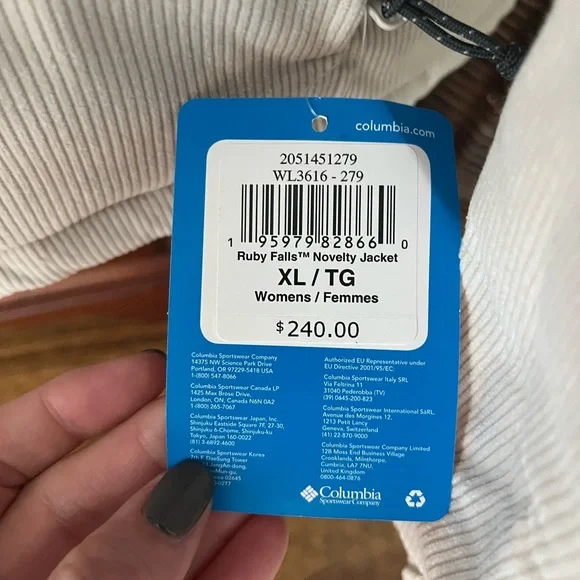 columbia.com
2051451279
WL3616 - 279
1 95979 82866 0
Ruby Falls™ Novelty Jacket
XL / TG
Womens / Femmes
$240.00
Columbia Sportswear Company
14375 NW Science Park Drive
Portland, OR 97229-5418 USA
1-(800) 547-8066
Columbia Sportswear Canada LP
1425 Max Brose Drive,
London, ON, Canada N6N 0A2
1-(800) 265-7067
Columbia Sportswear Japan, Inc.
Shinjuku Eastside Square 7F, 27-30,
Shinjuku 6-Chome, Shinjuku-ku
Tokyo, Japan 160-0022
(81) 3-6892-4600
Columbia Sportswear Korea
DaeSung Tower
Authorized EU Representative under
EU Directive 2001/95/EC:
Columbia Sportswear Italy SRL
Via Feltrina 11
31040 Pederobba (TV)
(39) 0645-200-823
Columbia Sportswear International SàRL
Avenue des Morgines 12,
1213 Petit Lancy
Geneva, Switzerland
(41) 22-870 9000
Columbia Sportswear Company Limited
12B Moss End Business Village
Crooklands, Milnthorpe,
Cumbria, LA7 7NU,
United Kingdom
0800-464-0876
Columbia
Sportswear Company